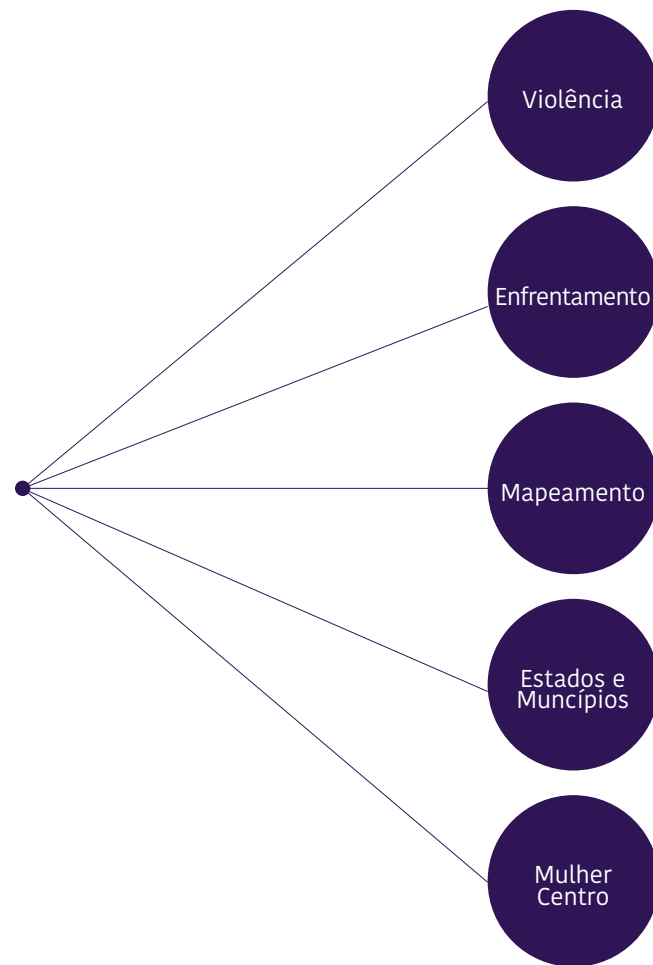 Violência
Enfrentamento
Mapeamento
Estados e
Muncípios
Mulher
Centro